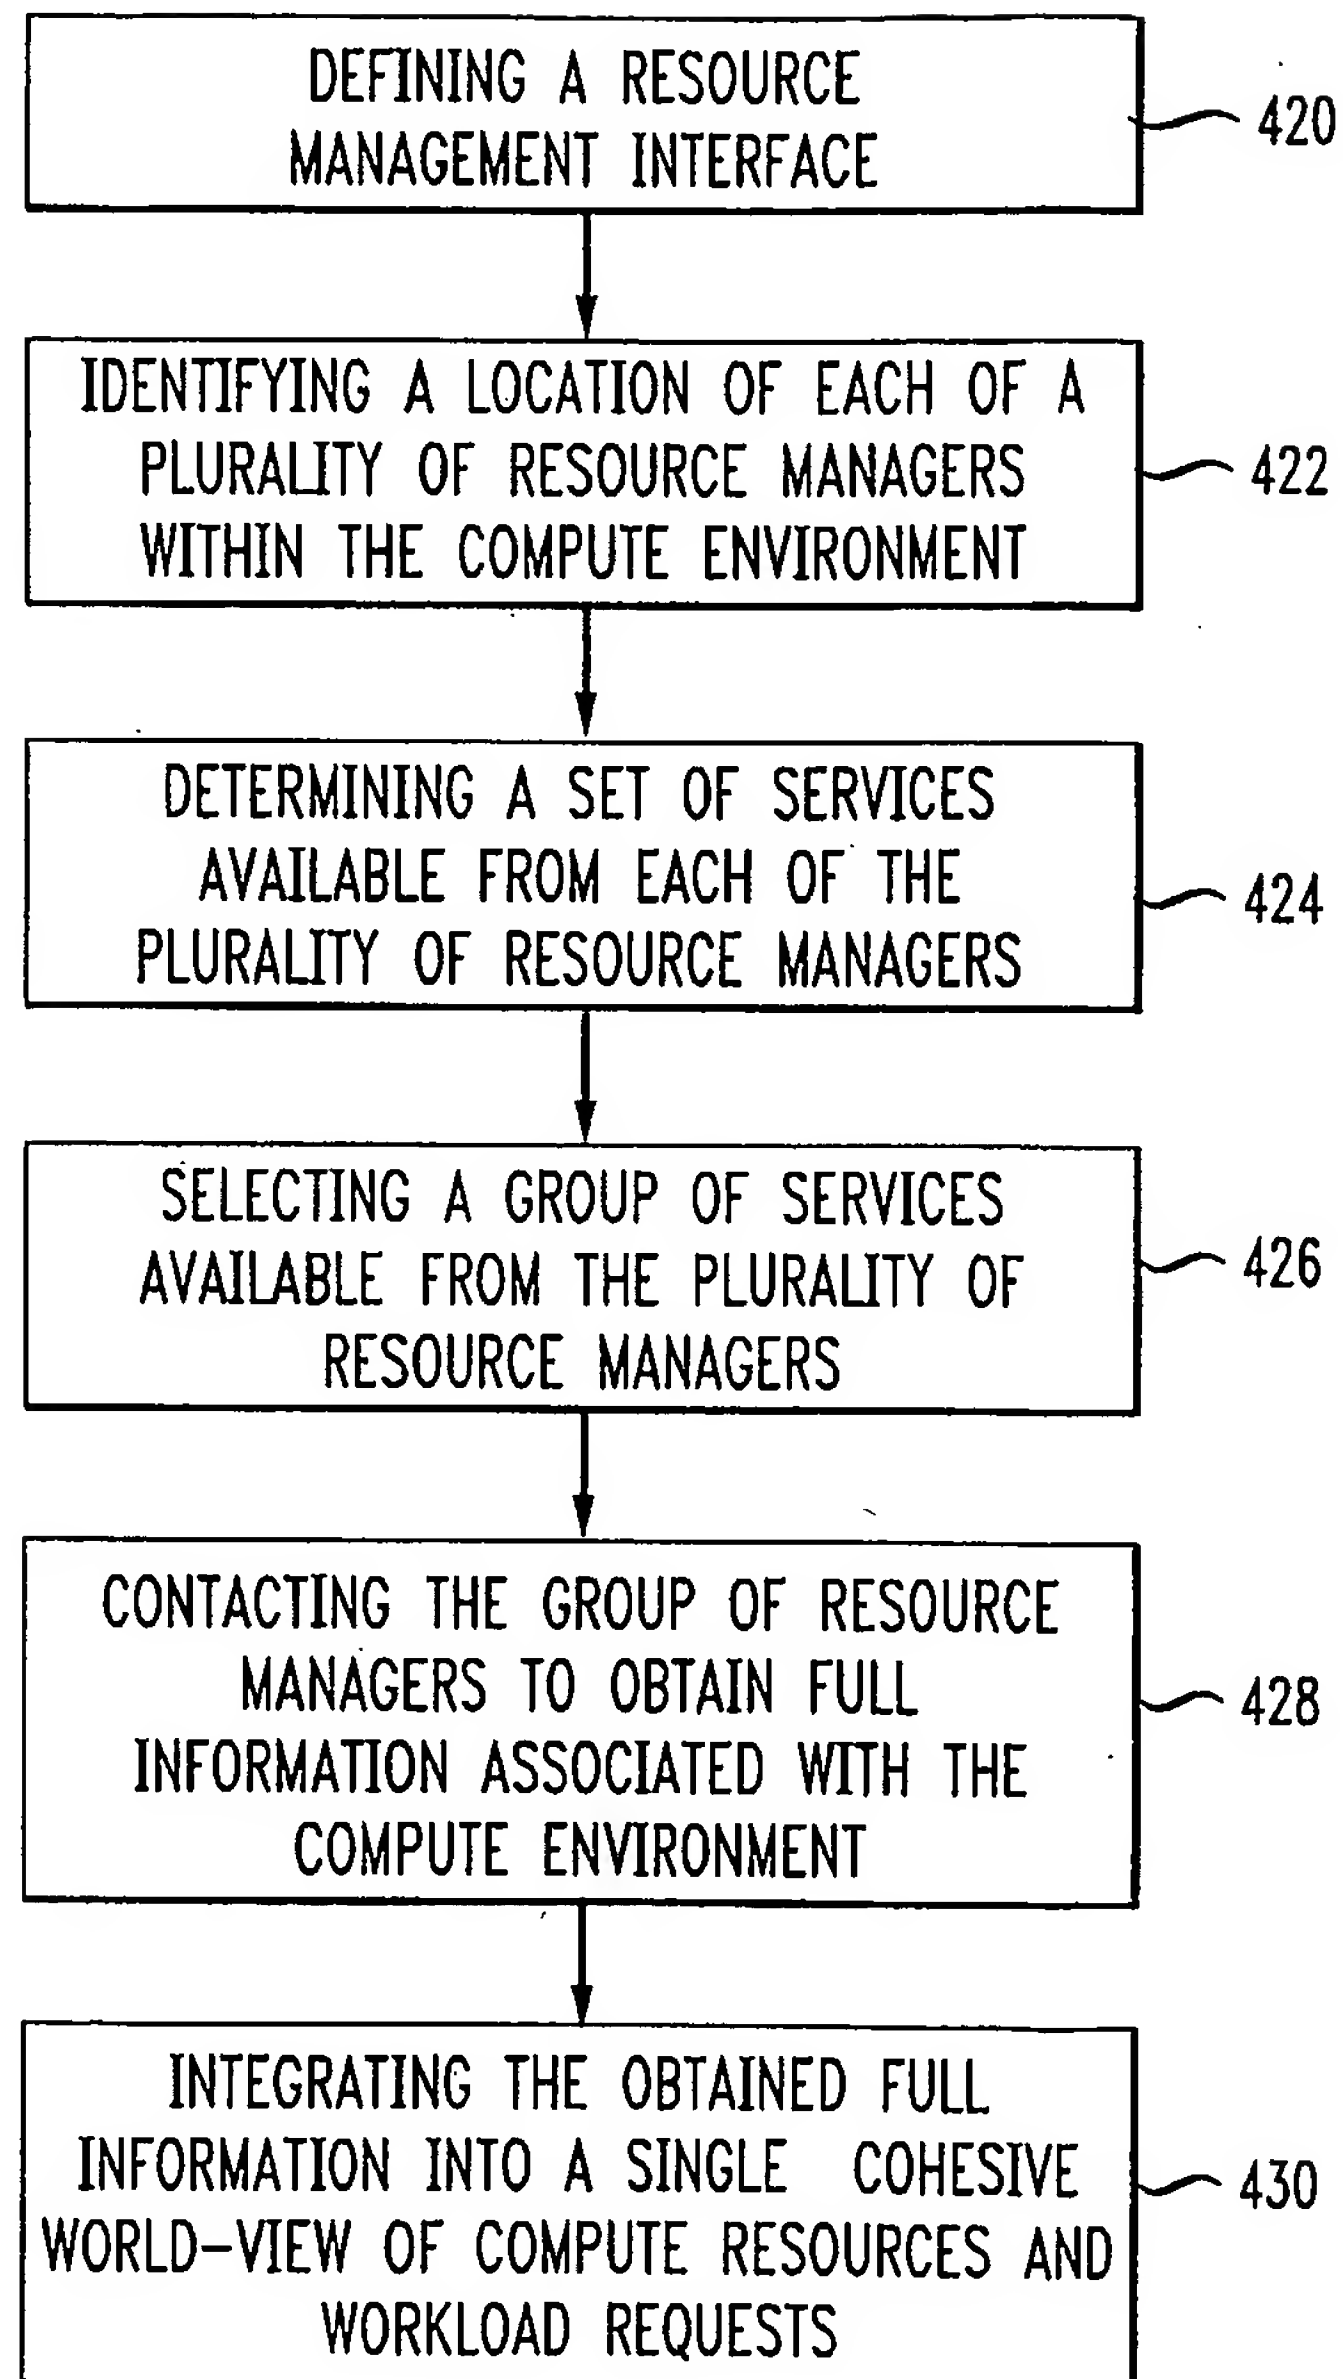 DEFINING A RESOURCE
MANAGEMENT INTERFACE
420
IDENTIFYING A LOCATION OF EACH OF A
PLURALITY OF RESOURCE MANAGERS
WITHIN THE COMPUTE ENVIRONMENT
422
DETERMINING A SET OF SERVICES
AVAILABLE FROM EACH OF THE
PLURALITY OF RESOURCE MANAGERS
424
SELECTING A GROUP OF SERVICES
AVAILABLE FROM THE PLURALITY OF
RESOURCE MANAGERS
426
CONTACTING THE GROUP OF RESOURCE
MANAGERS TO OBTAIN FULL
INFORMATION ASSOCIATED WITH THE
COMPUTE ENVIRONMENT
428
INTEGRATING THE OBTAINED FULL
INFORMATION INTO A SINGLE COHESIVE
WORLD-VIEW OF COMPUTE RESOURCES AND
WORKLOAD REQUESTS
430